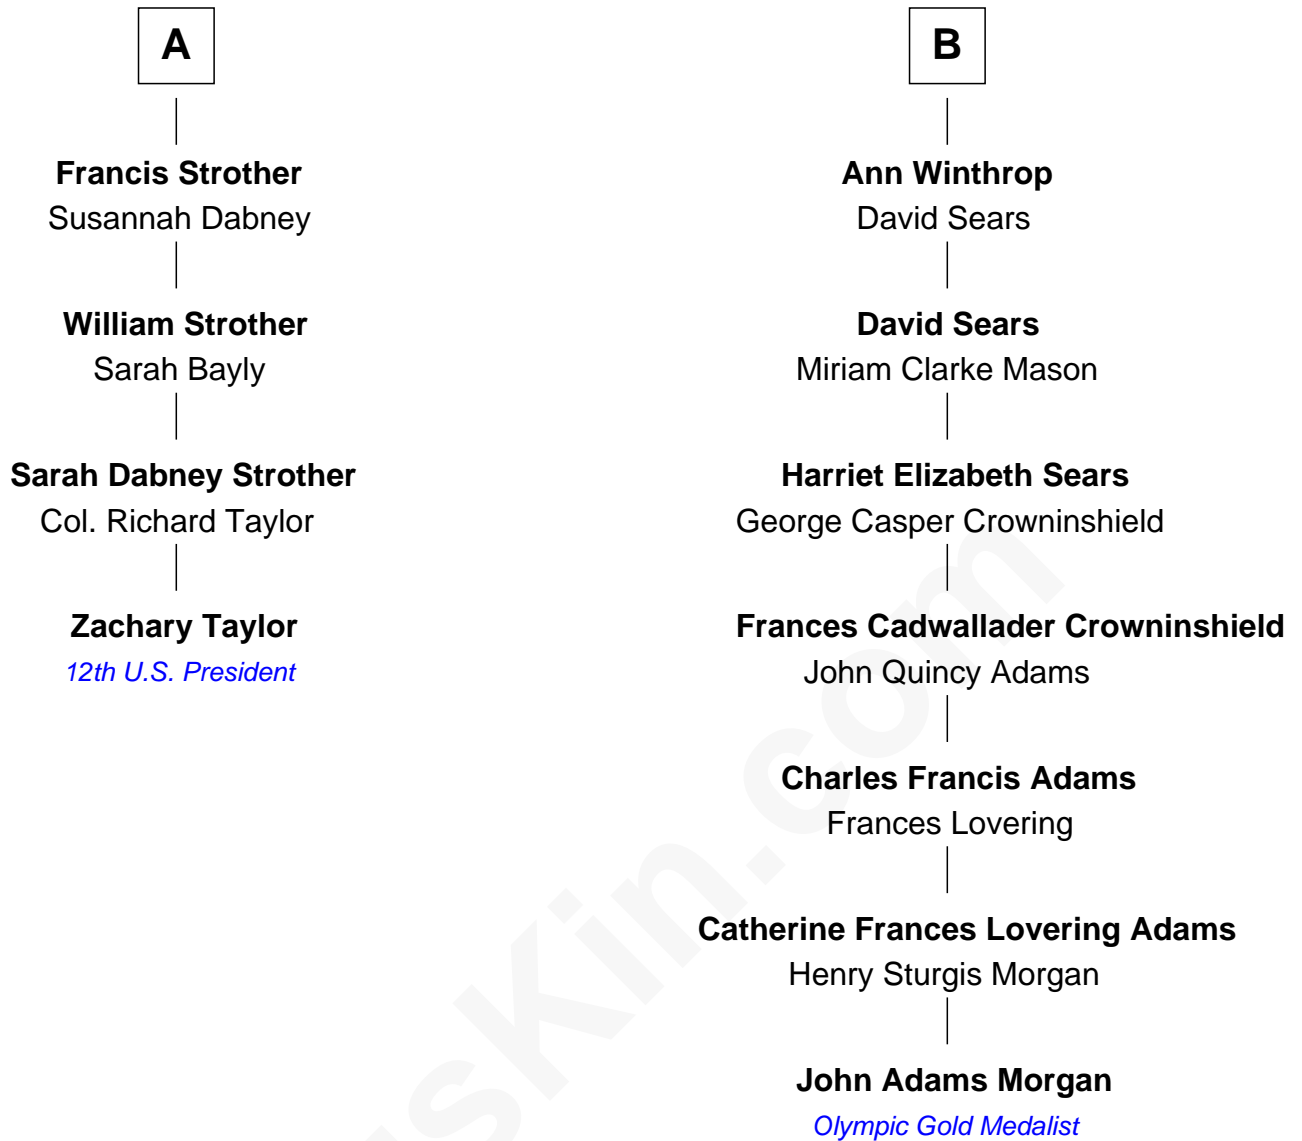 A
Francis Strother
Susannah Dabney
William Strother
Sarah Bayly
Sarah Dabney Strother
Col. Richard Taylor
Zachary Taylor
12th U.S. President
B
Ann Winthrop
David Sears
David Sears
Miriam Clarke Mason
Harriet Elizabeth Sears
George Casper Crowninshield
Frances Cadwallader Crowninshield
John Quincy Adams
Charles Francis Adams
Frances Lovering
Catherine Frances Lovering Adams
Henry Sturgis Morgan
John Adams Morgan
Olympic Gold Medalist
sKin.com